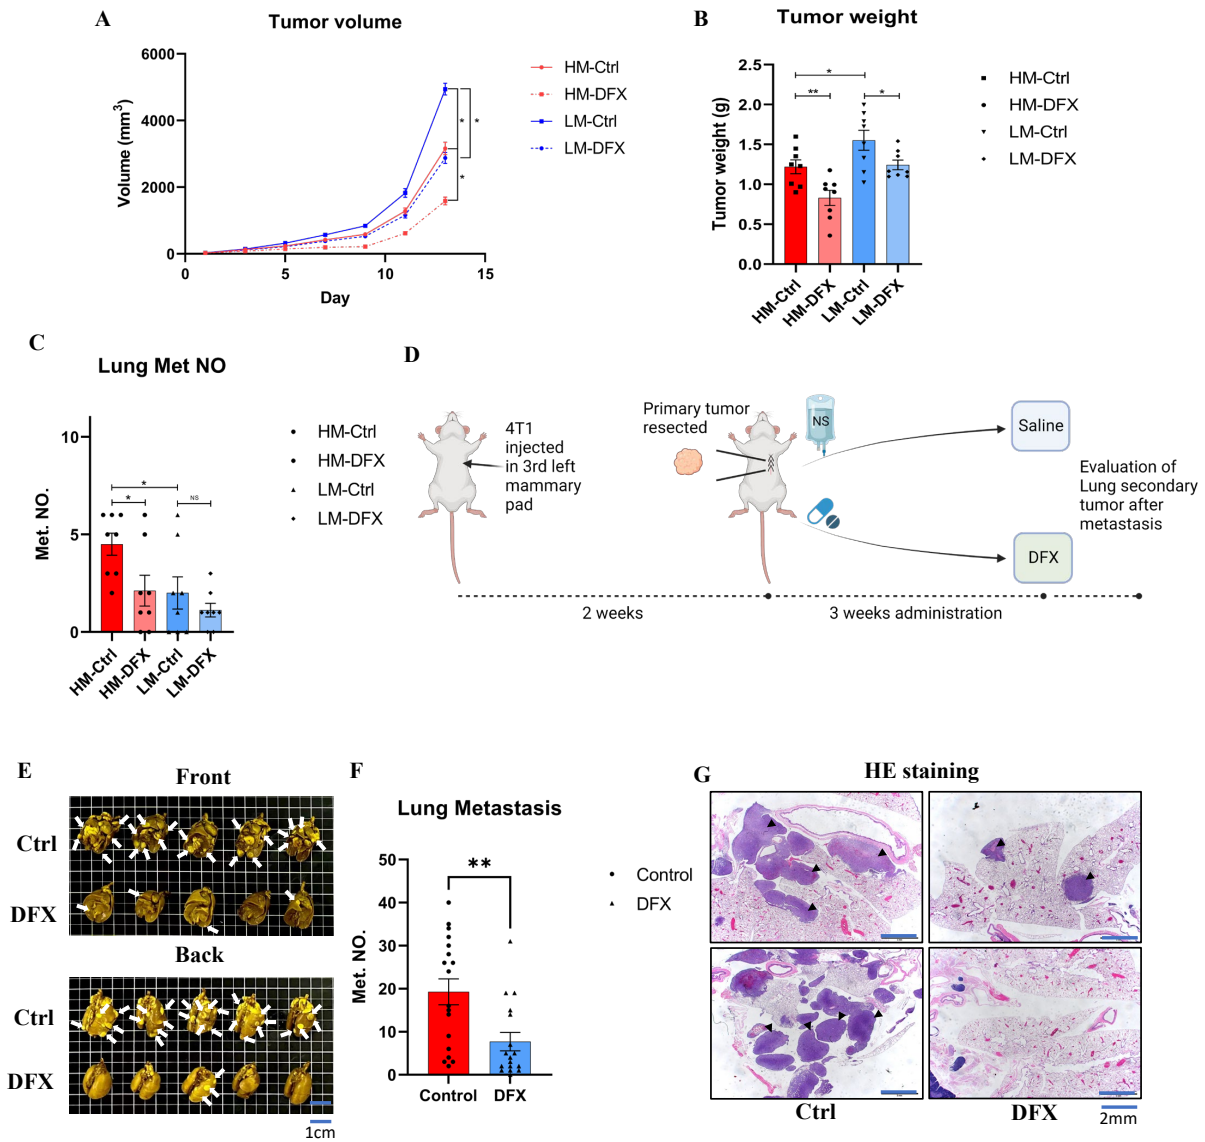 A
Tumor volume
6000
4000
2000
0
Volume (mm3)
0
5
10
15
Day
HM-Ctrl
HM-DFX
LM-Ctrl
LM-DFX
*
*
*
B
Tumor weight
2.5
2.0
1.5
1.0
0.5
0.0
Tumor weight (g)
*
**
*
HM-Ctrl
HM-DFX
LM-Ctrl
LM-DFX
HM-Ctrl
HM-DFX
LM-Ctrl
LM-DFX
C
Lung Met NO
10
5
0
Met. NO.
*
*
NS
HM-Ctrl
HM-DFX
LM-Ctrl
LM-DFX
HM-Ctrl
HM-DFX
LM-Ctrl
LM-DFX
D
4T1
injected
in 3rd left
mammary
pad
Primary tumor
resected
NS
Saline
DFX
Evaluation of
Lung secondary
tumor after
metastasis
2 weeks
3 weeks administration
E
Front
Ctrl
DFX
Back
Ctrl
DFX
1cm
F
Lung Metastasis
50
40
30
20
10
0
Met. NO.
**
Control
DFX
Control
DFX
G
HE staining
Ctrl
DFX
2mm